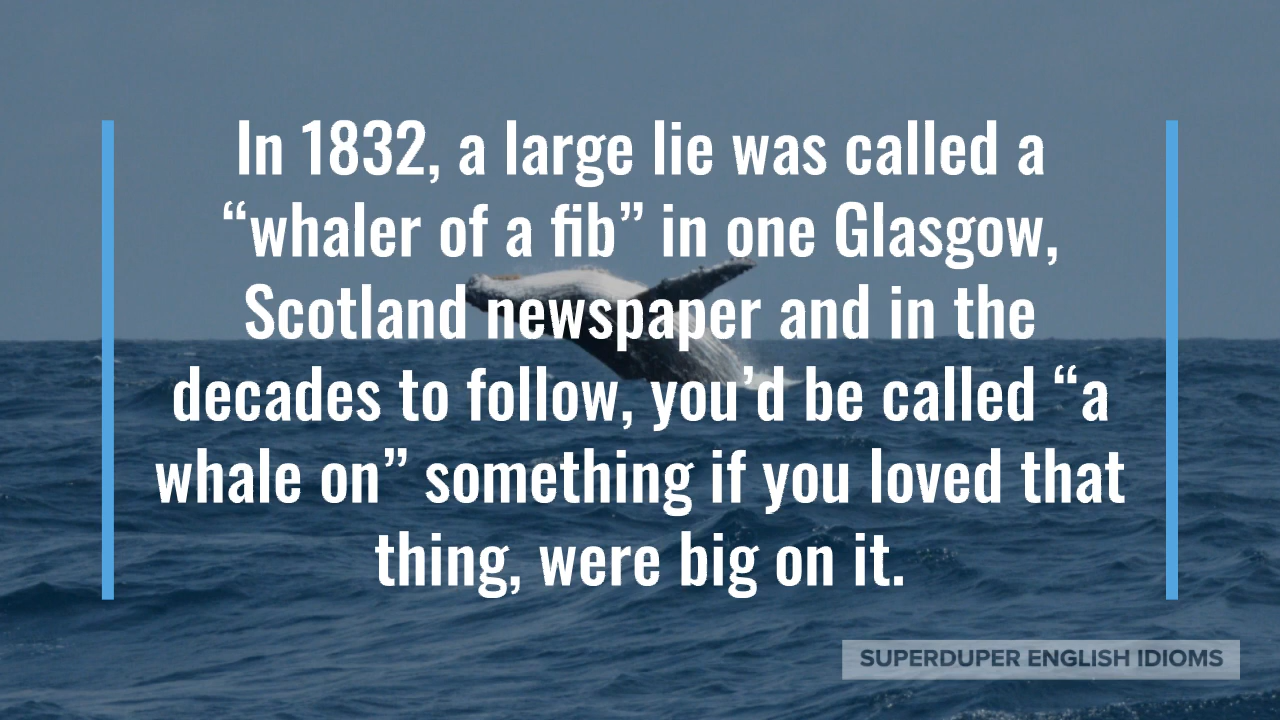 In 1832, a large lie was called a
“whaler of a fib” in one Glasgow,
Scotland newspaper and in the
decades to follow, you’d be called “a
whale on” something if you loved that
thing, were big on it.
SUPERDUPER ENGLISH IDIOMS